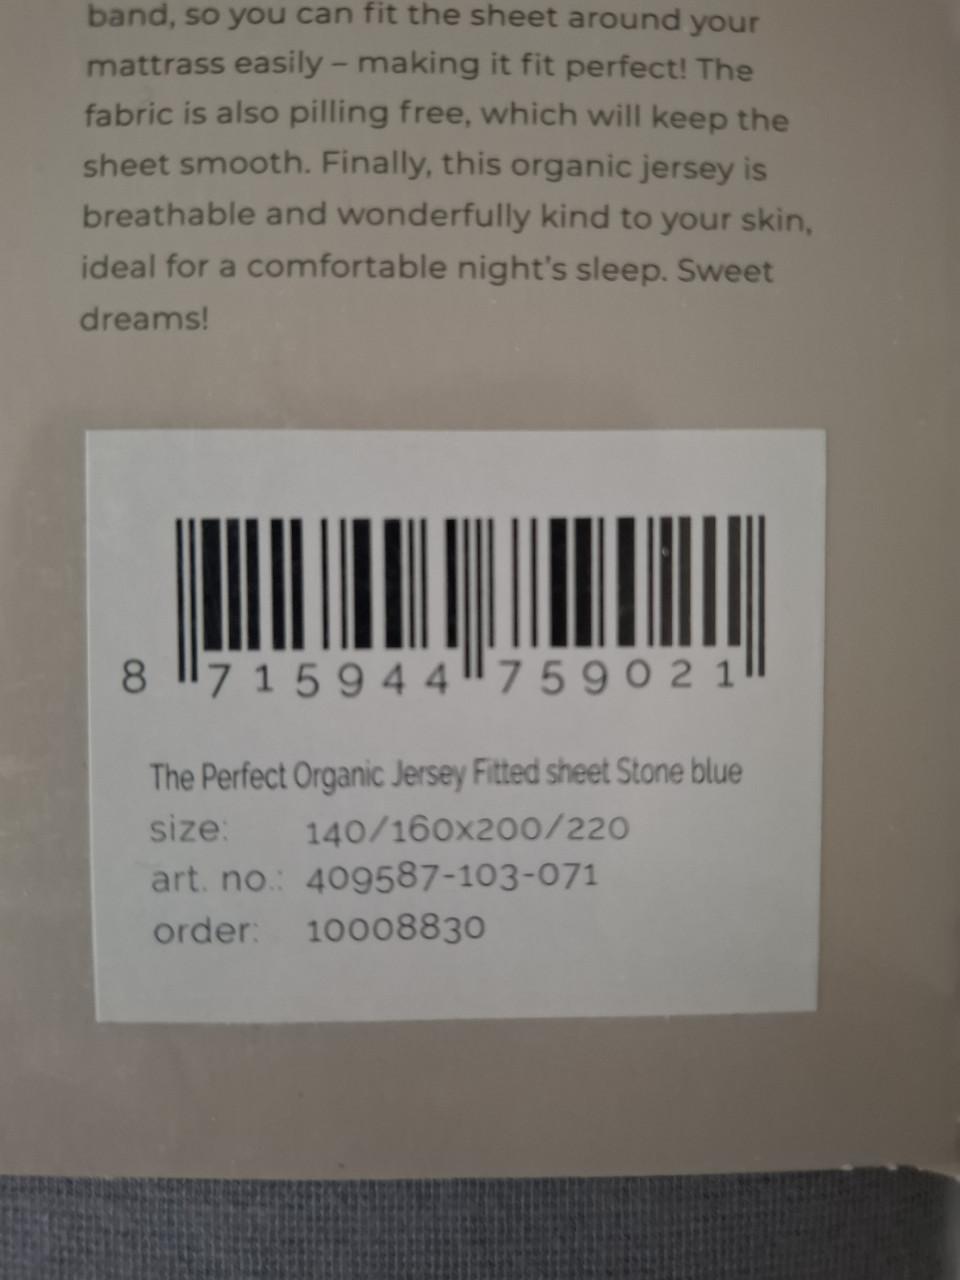 band, so you can fit the sheet around your
mattrass easily – making it fit perfect! The
fabric is also pilling free, which will keep the
sheet smooth. Finally, this organic jersey is
breathable and wonderfully kind to your skin,
ideal for a comfortable night's sleep. Sweet
dreams!
8 715944 759021
The Perfect Organic Jersey Fitted sheet Stone blue
size: 140/160x200/220
art. no.: 409587-103-071
order: 10008830